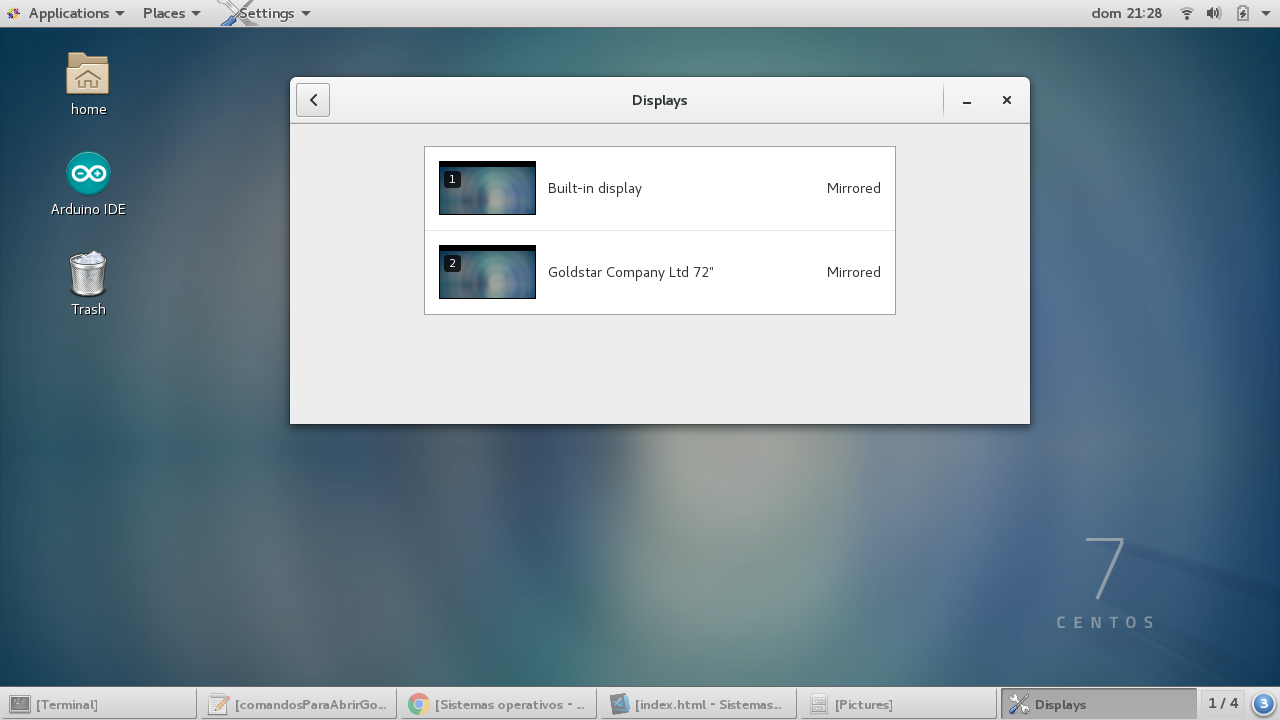 Applications Places Settings dom 21:28
home
Arduino IDE
Trash
Displays
1 Built-in display Mirrored
2 Goldstar Company Ltd 72" Mirrored
7
CENTOS
[Terminal] [comandosParaAbrirGo... [Sistemas operativos - ... [index.html - Sistemas... [Pictures] Displays 1 / 4 3